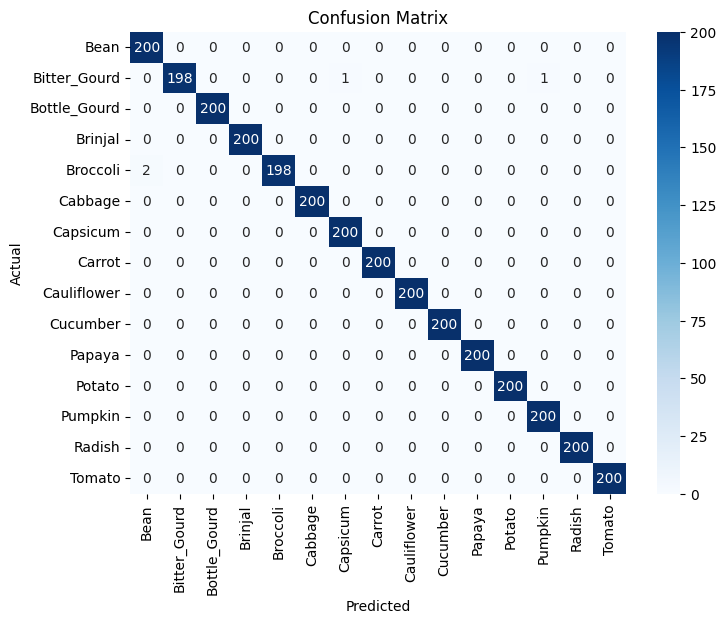 Confusion Matrix
Bean 200 0 0 0 0 0 0 0 0 0 0 0 0 0 0
Bitter_Gourd 0 198 0 0 0 0 1 0 0 0 0 0 1 0 0
Bottle_Gourd 0 0 200 0 0 0 0 0 0 0 0 0 0 0 0
Brinjal 0 0 0 200 0 0 0 0 0 0 0 0 0 0 0
Broccoli 2 0 0 0 198 0 0 0 0 0 0 0 0 0 0
Cabbage 0 0 0 0 0 200 0 0 0 0 0 0 0 0 0
Capsicum 0 0 0 0 0 0 200 0 0 0 0 0 0 0 0
Carrot 0 0 0 0 0 0 0 200 0 0 0 0 0 0 0
Cauliflower 0 0 0 0 0 0 0 0 200 0 0 0 0 0 0
Cucumber 0 0 0 0 0 0 0 0 0 200 0 0 0 0 0
Papaya 0 0 0 0 0 0 0 0 0 0 200 0 0 0 0
Potato 0 0 0 0 0 0 0 0 0 0 0 200 0 0 0
Pumpkin 0 0 0 0 0 0 0 0 0 0 0 0 200 0 0
Radish 0 0 0 0 0 0 0 0 0 0 0 0 0 200 0
Tomato 0 0 0 0 0 0 0 0 0 0 0 0 0 0 200
Actual
Bean
Bitter_Gourd
Bottle_Gourd
Brinjal
Broccoli
Cabbage
Capsicum
Carrot
Cauliflower
Cucumber
Papaya
Potato
Pumpkin
Radish
Tomato
Predicted
200
175
150
125
100
75
50
25
0